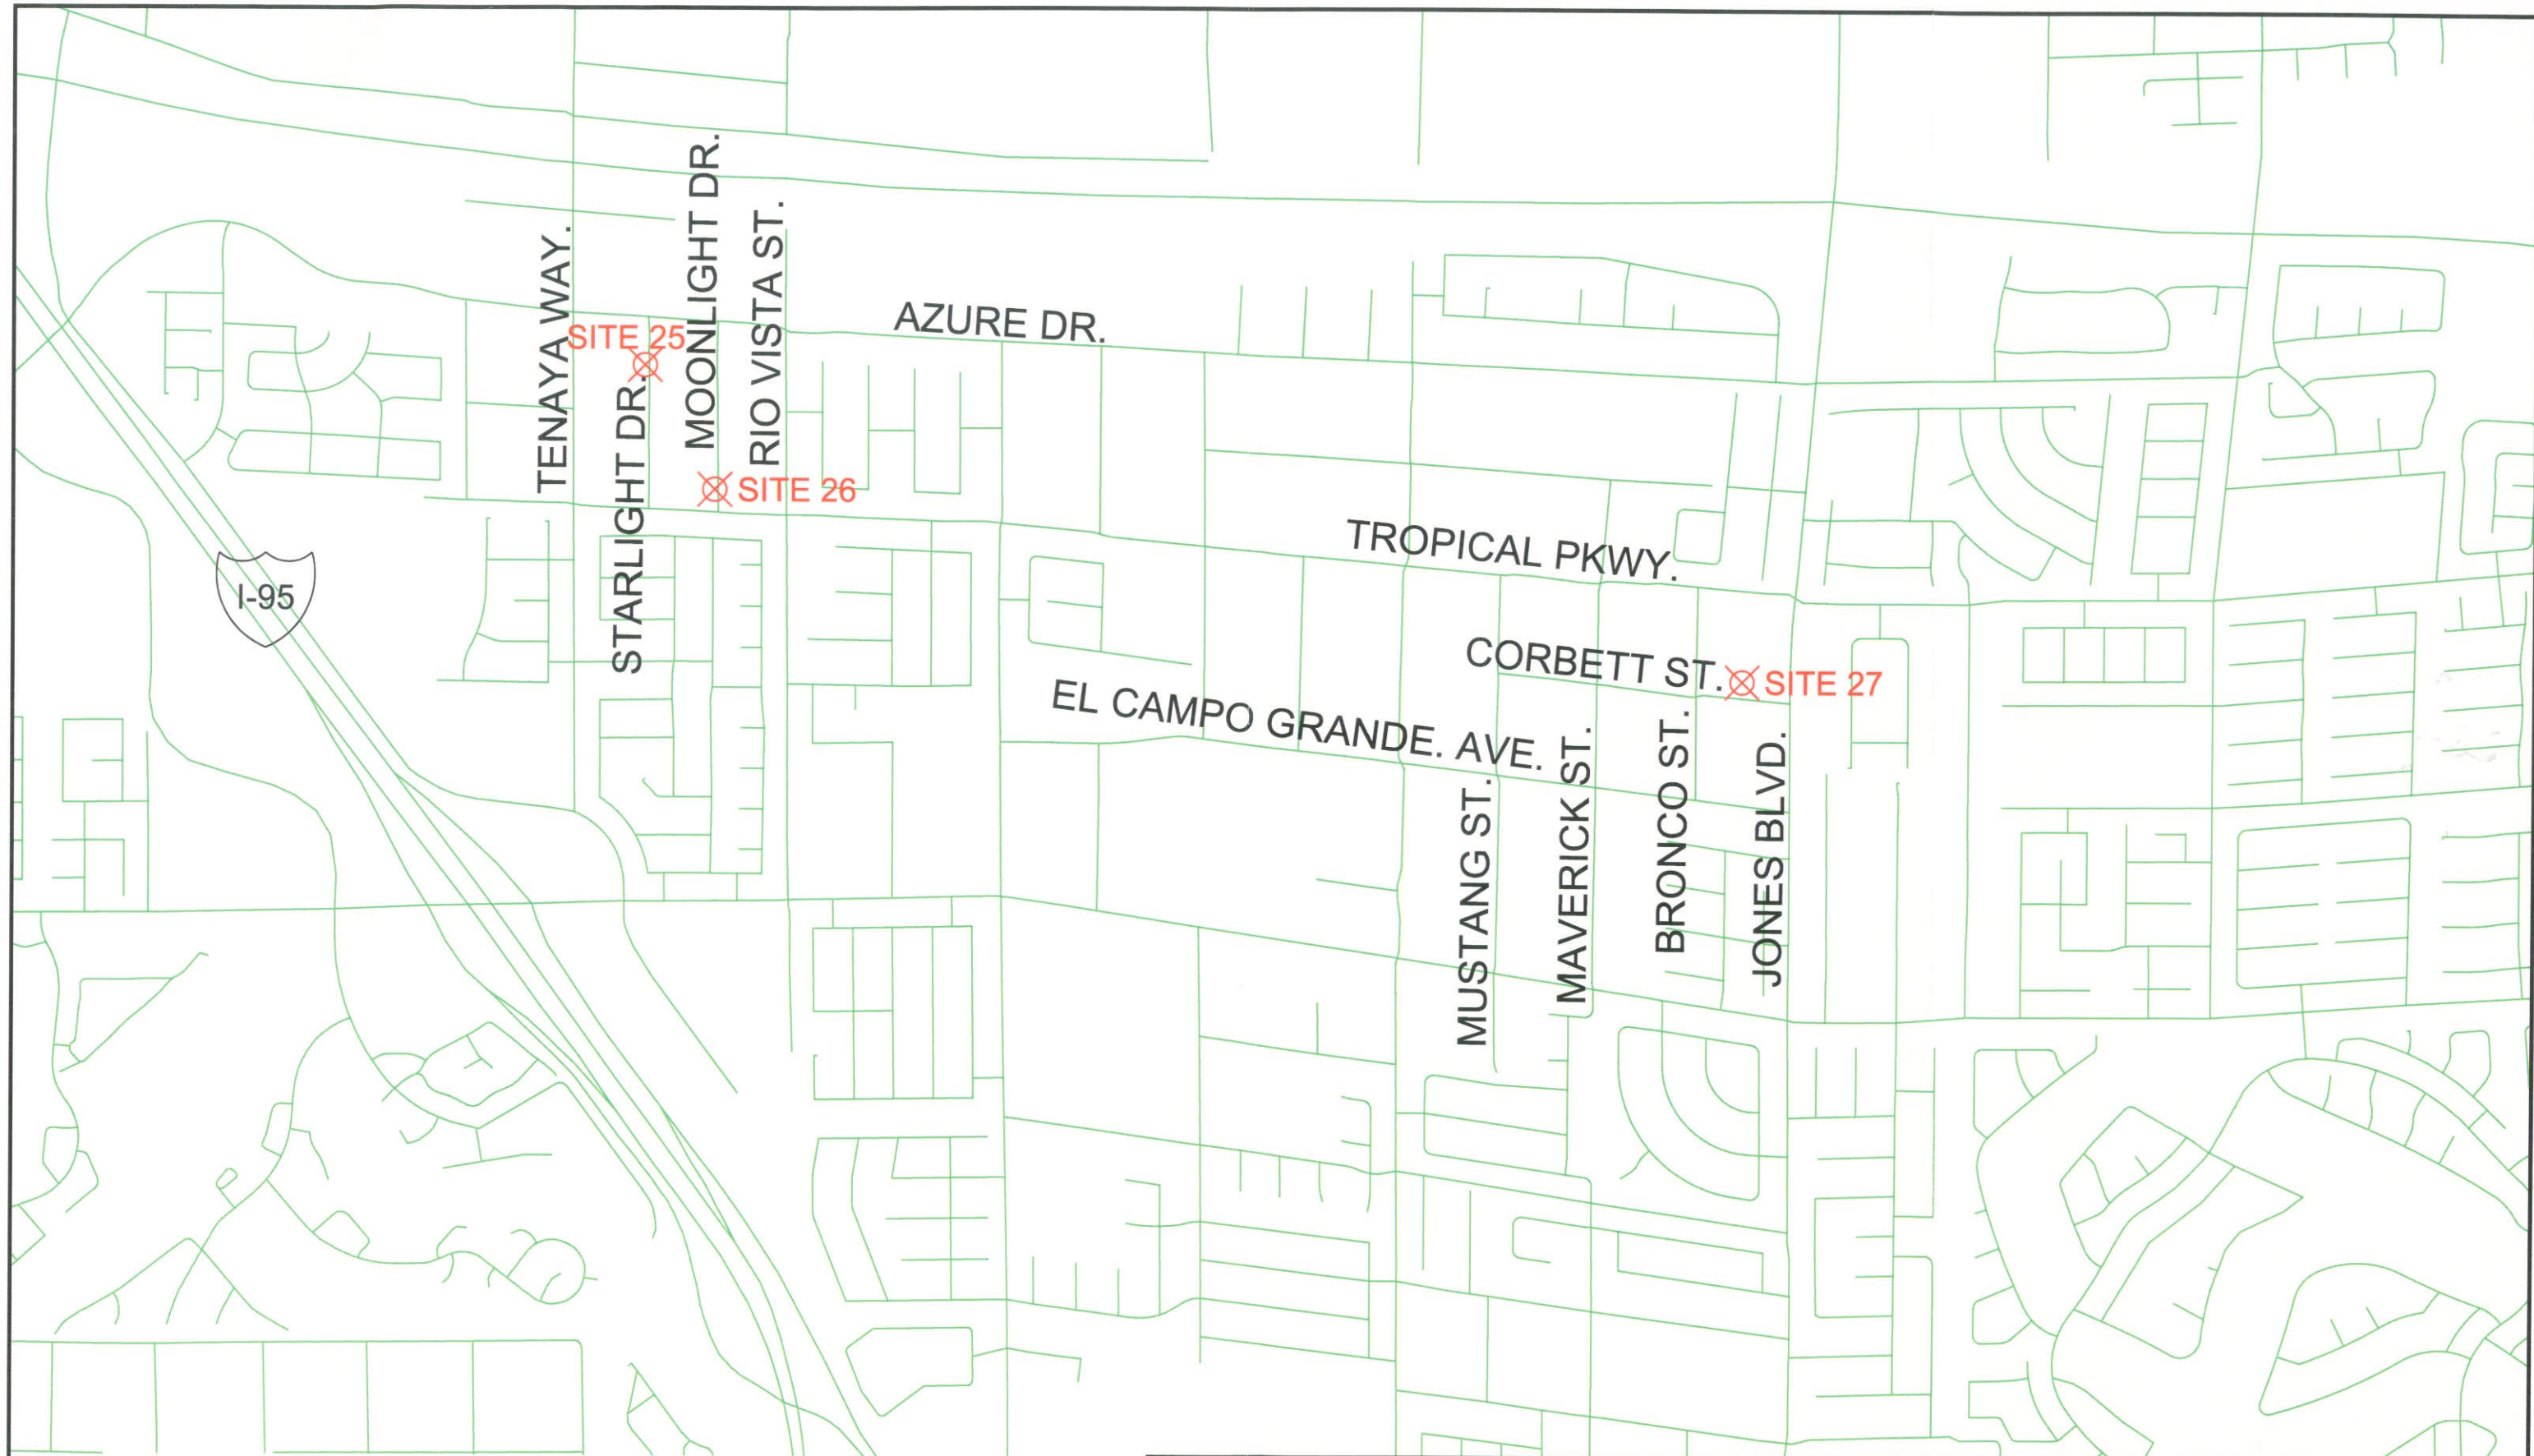 MOONLIGHT DR.
RIO VISTA ST.
TENAYA WAY.
AZURE DR.
SITE 25
STARLIGHT DR.
SITE 26
TROPICAL PKWY.
I-95
CORBETT ST.
SITE 27
EL CAMPO GRANDE. AVE.
MUSTANG ST.
MAVERICK ST.
BRONCO ST.
JONES BLVD.